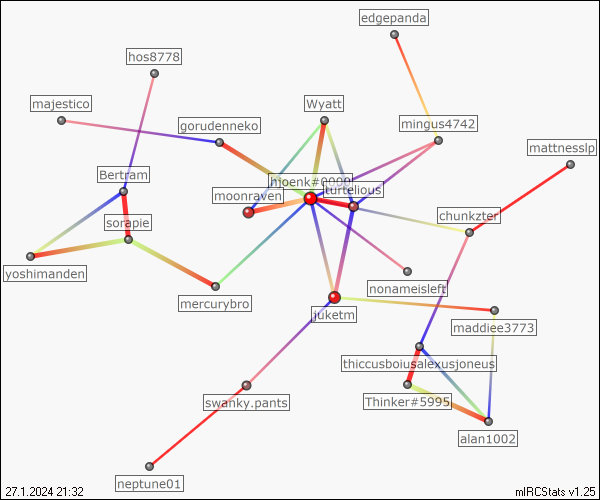 edgepanda
hos8778
majestico
Wyatt
gorudenneko
mingus4742
mattnesslp
Bertram
hjoenk#0000
turtelious
moonraven
chunkzter
sorapie
yoshimanden
nonameisleft
mercurybro
juketm
maddiee3773
thiccusboiusalexusjoneus
swanky.pants
Thinker#5995
alan1002
neptune01
27.1.2024 21:32
mIRCStats v1.25